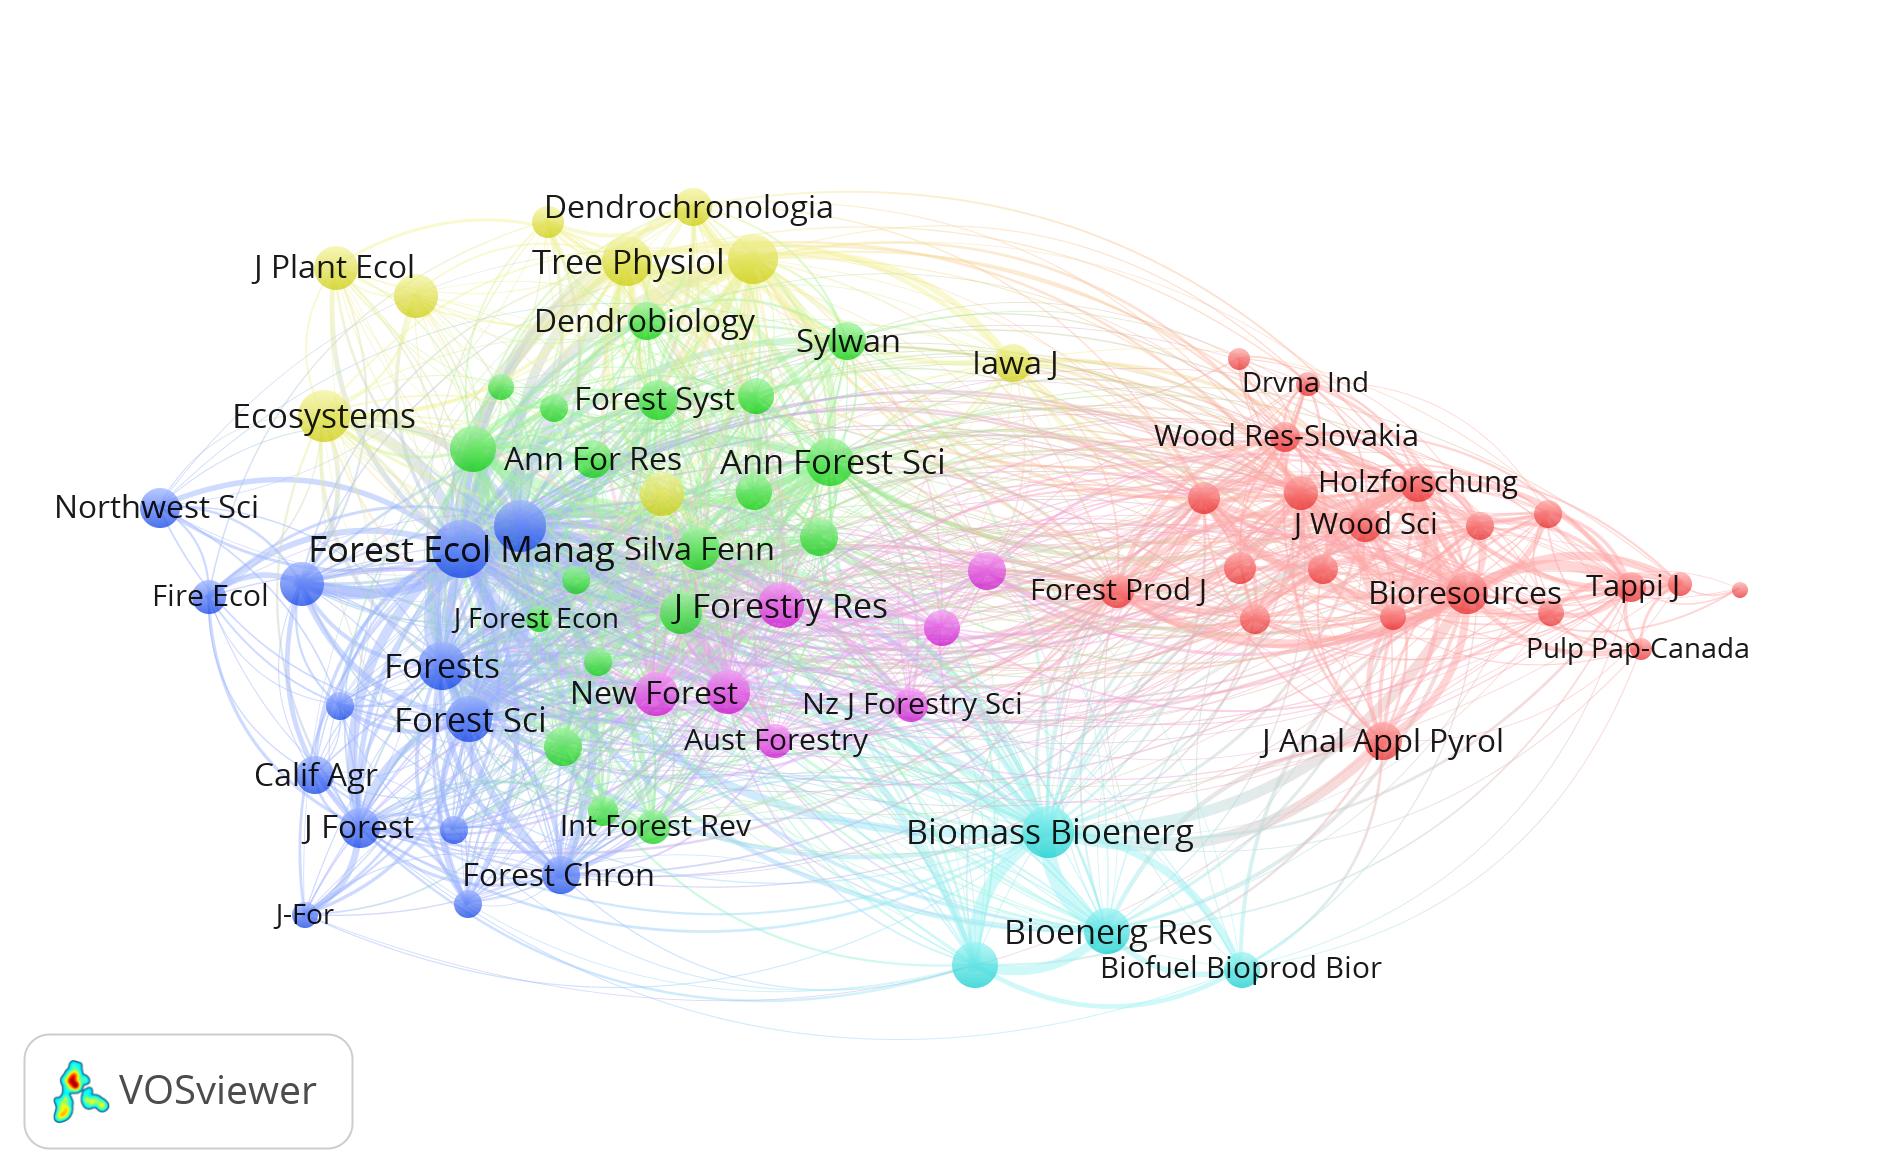 Dendrochronologia
J Plant Ecol
Tree Physiol
Dendrobiology
Sylwan
Iawa J
Drvna Ind
Forest Syst
Ecosystems
Wood Res-Slovakia
Ann For Res
Ann Forest Sci
Holzforschung
Northwest Sci
J Wood Sci
Forest Ecol Manag
Silva Fenn
Fire Ecol
Forest Prod J
Bioresources
Tappi J
J Forest Econ
J Forestry Res
Pulp Pap-Canada
Forests
New Forest
Nz J Forestry Sci
Forest Sci
Aust Forestry
J Anal Appl Pyrol
Calif Agr
J Forest
Int Forest Rev
Biomass Bioenerg
Forest Chron
J-For
Bioenerg Res
Biofuel Bioprod Bior
VOSviewer